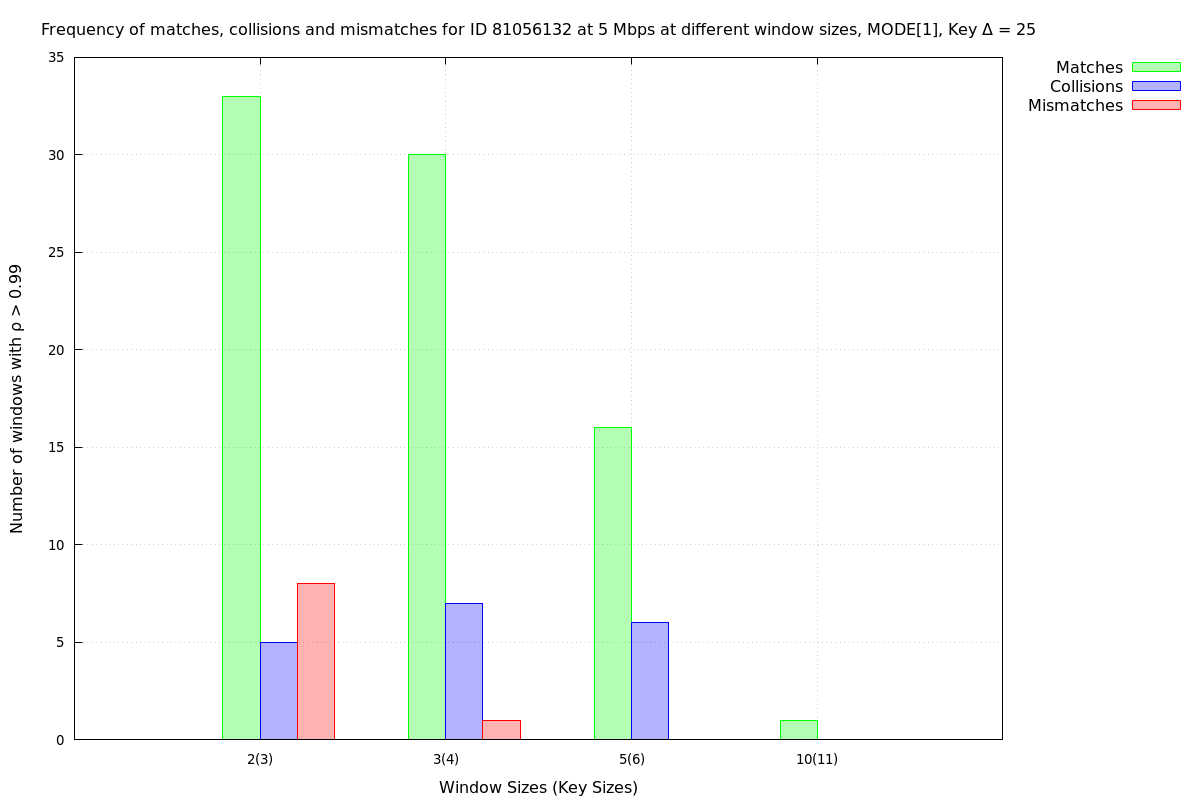 Frequency of matches, collisions and mismatches for ID 81056132 at 5 Mbps at different window sizes, MODE[1], Key Δ = 25
Matches
Collisions
Mismatches
Number of windows with ρ > 0.99
35
30
25
20
15
10
5
0
2(3)
3(4)
5(6)
10(11)
Window Sizes (Key Sizes)